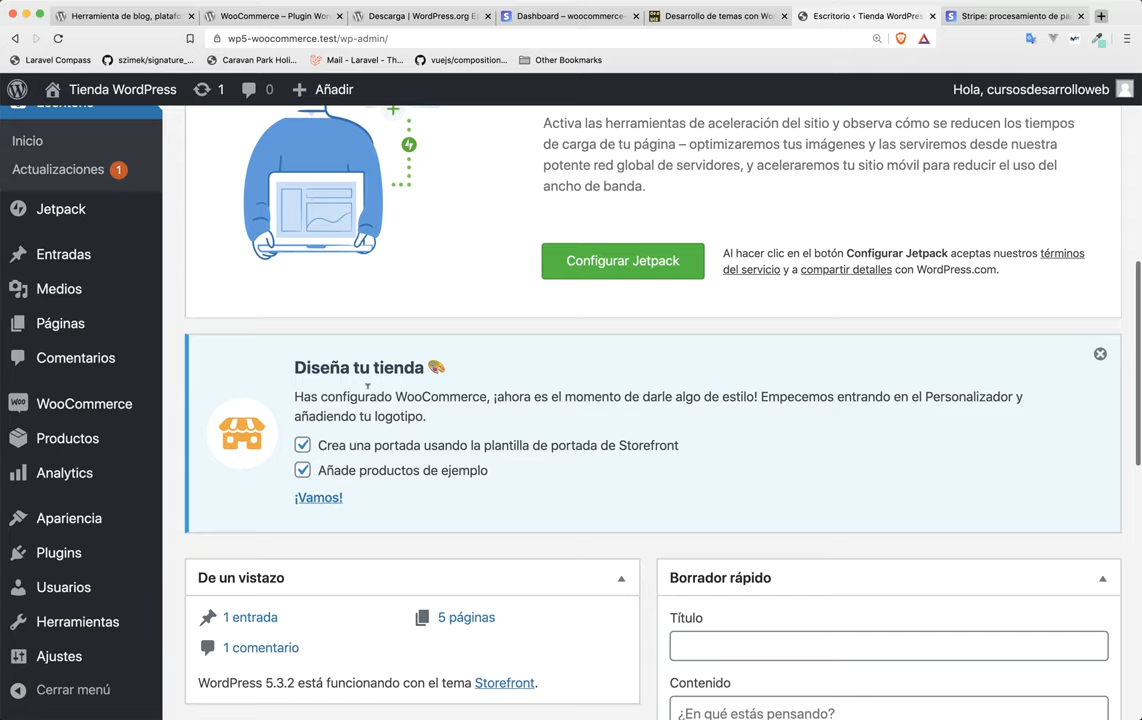 Herramienta de blog, platafo
WooCommerce – Plugin Wor
Descarga | WordPress.org Es
Dashboard – woocommerce-
Desarrollo de temas con Wo
Escritorio ‹ Tienda WordPres
Stripe: procesamiento de pa
wp5-woocommerce.test/wp-admin/
Laravel Compass
szimek/signature_...
Caravan Park Holi...
Mail - Laravel - Th...
vuejs/composition...
Other Bookmarks
Tienda WordPress
1
0
Añadir
Hola, cursosdesarrolloweb
Escritorio
Inicio
Actualizaciones 1
Jetpack
Entradas
Medios
Páginas
Comentarios
WooCommerce
Productos
Analytics
Apariencia
Plugins
Usuarios
Herramientas
Ajustes
Cerrar menú
Activa las herramientas de aceleración del sitio y observa cómo se reducen los tiempos
de carga de tu página – optimizaremos tus imágenes y las serviremos desde nuestra
potente red global de servidores, y aceleraremos tu sitio móvil para reducir el uso del
ancho de banda.
Configurar Jetpack
Al hacer clic en el botón Configurar Jetpack aceptas nuestros términos
del servicio y a compartir detalles con WordPress.com.
Diseña tu tienda 🎨
Has configurado WooCommerce, ¡ahora es el momento de darle algo de estilo! Empecemos entrando en el Personalizador y
añadiendo tu logotipo.
Crea una portada usando la plantilla de portada de Storefront
Añade productos de ejemplo
¡Vamos!
De un vistazo
1 entrada
5 páginas
1 comentario
WordPress 5.3.2 está funcionando con el tema Storefront.
Borrador rápido
Título
Contenido
¿En qué estás pensando?